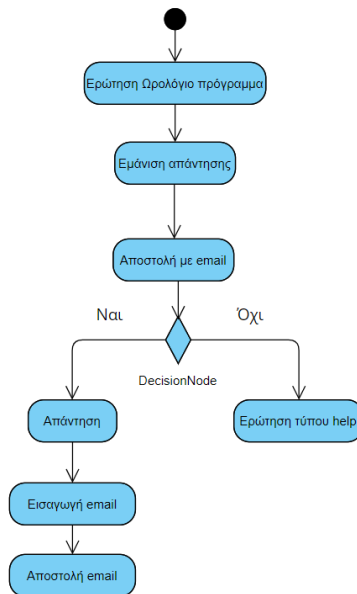 Ερώτηση Ωρολόγιο πρόγραμμα
Εμάνιση απάντησης
Αποστολή με email
Ναι
Όχι
DecisionNode
Απάντηση
Ερώτηση τύπου help
Εισαγωγή email
Αποστολή email